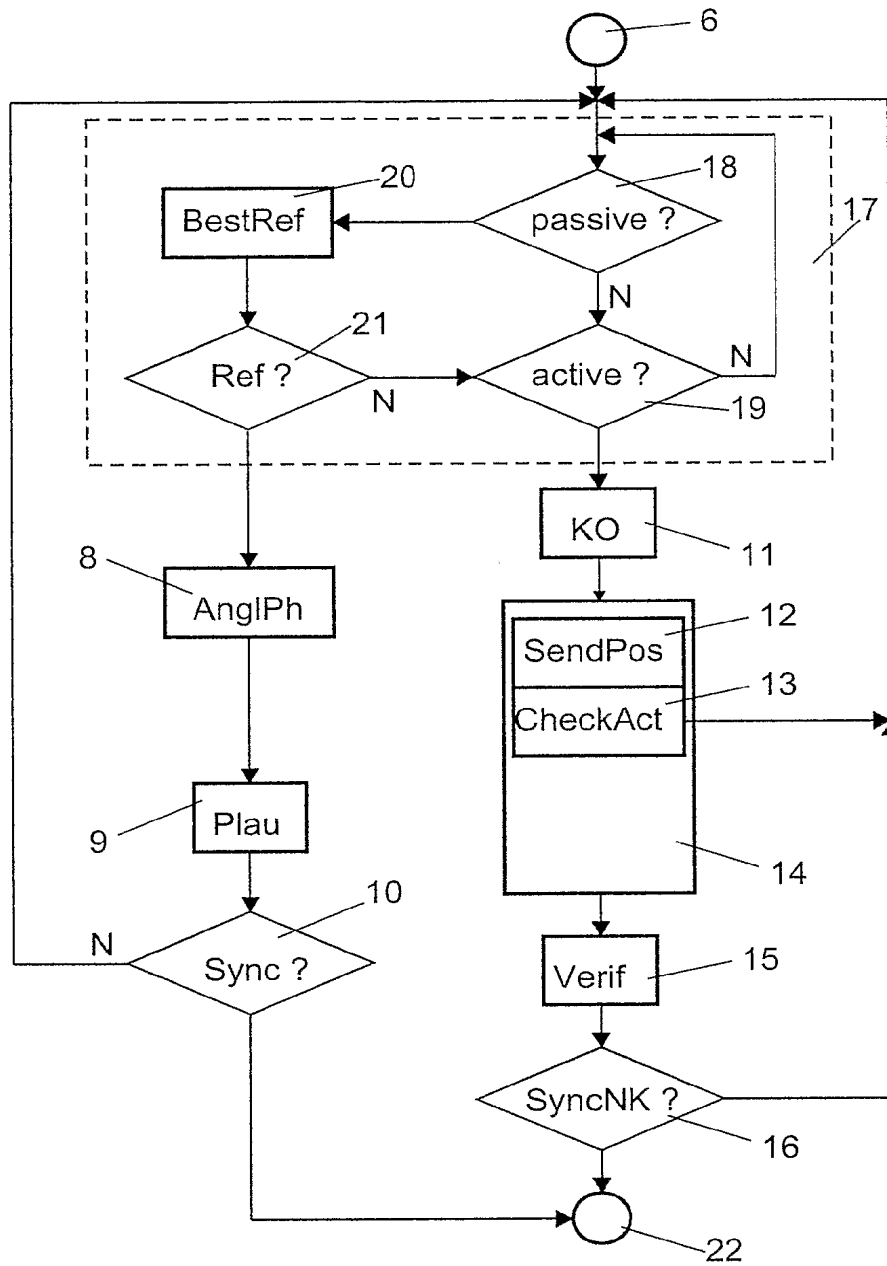 6
18
20
17
BestRef
passive ?
N
21
Ref ?
active ?
N
N
19
KO
11
8
AnglPh
12
SendPos
13
CheckAct
9
Plau
14
10
N
Sync ?
15
Verif
SyncNK ?
16
22